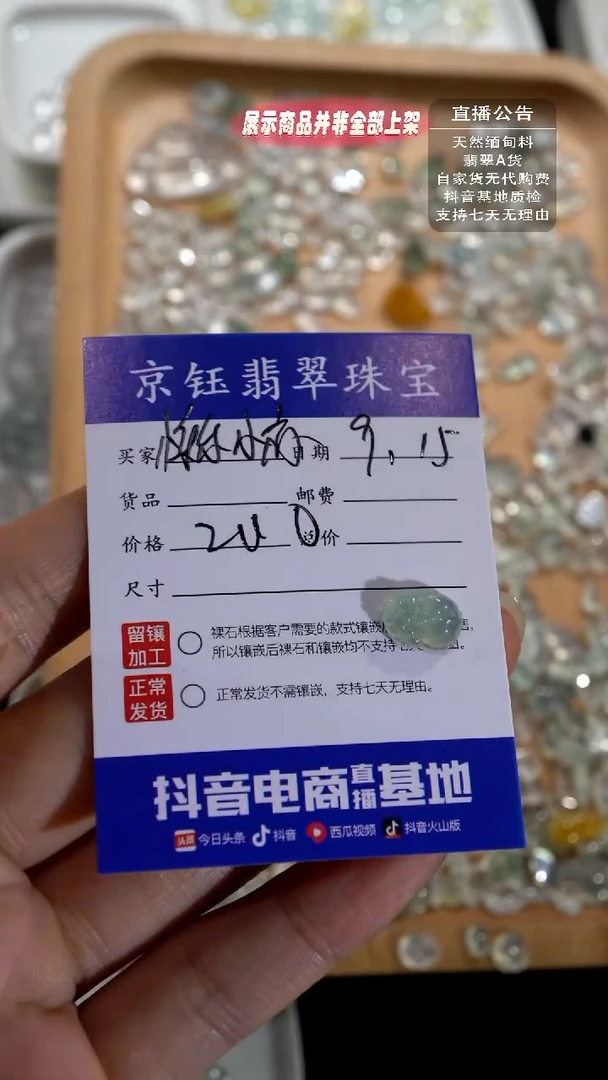 展示商品并非全部上架
直播公告
天然缅甸料
翡翠A货
自家货无代购费
抖音基地质检
支持七天无理由
京钰翡翠珠宝
买家 日期 9.15
货品 邮费
价格 200 总价
尺寸
留镶
加工
裸石根据客户需要的款式镶嵌
所以镶嵌后裸石和镶嵌均不支持
正常
发货
正常发货不需镶嵌，支持七天无理由。
抖音电商直播基地
头条 今日头条 抖音 西瓜视频 抖音火山版